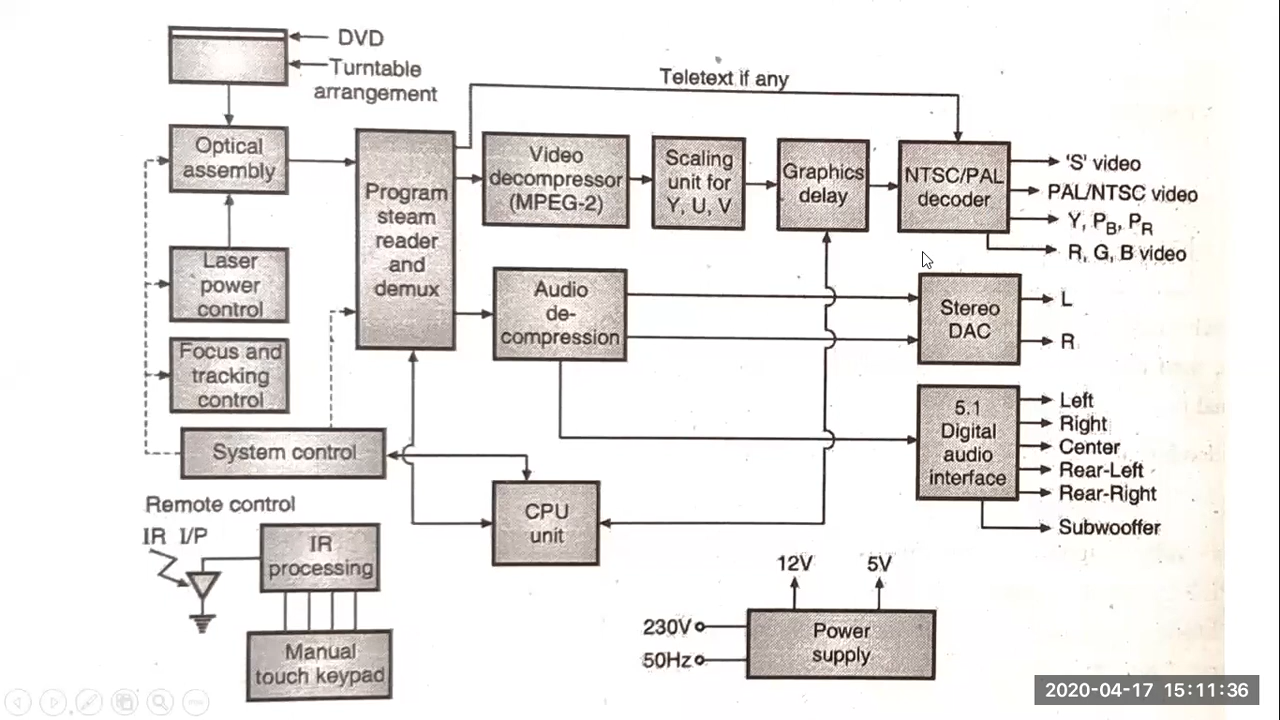 DVD
Turntable
arrangement
Teletext if any
Optical
assembly
Program
steam
reader
and
demux
Video
decompressor
(MPEG-2)
Scaling
unit for
Y, U, V
Graphics
delay
NTSC/PAL
decoder
'S' video
PAL/NTSC video
Y, PB, PR
R, G, B video
Laser
power
control
Audio
de-
compression
Stereo
DAC
L
R
Focus and
tracking
control
5.1
Digital
audio
interface
Left
Right
Center
Rear-Left
Rear-Right
Subwooffer
System control
CPU
unit
Remote control
IR I/P
IR
processing
Manual
touch keypad
12V
5V
230V
50Hz
Power
supply
2020-04-17 15:11:36